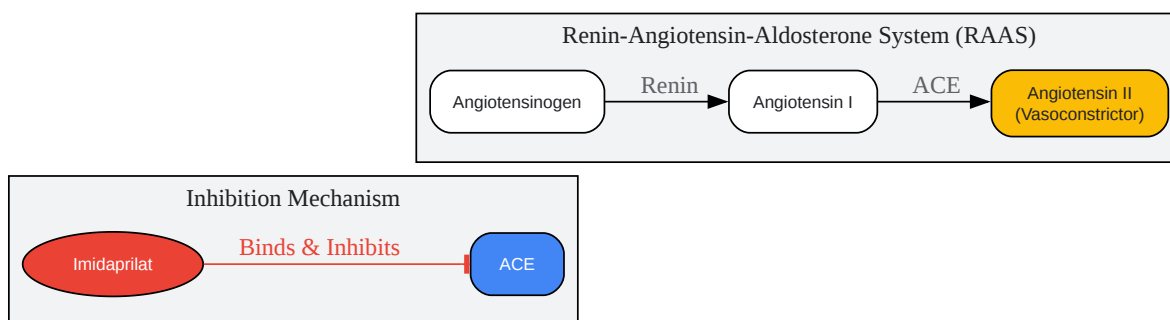 Renin-Angiotensin-Aldosterone System (RAAS)
Angiotensinogen
Renin
Angiotensin I
ACE
Angiotensin II
(Vasoconstrictor)
Inhibition Mechanism
Imidaprilat
Binds & Inhibits
ACE